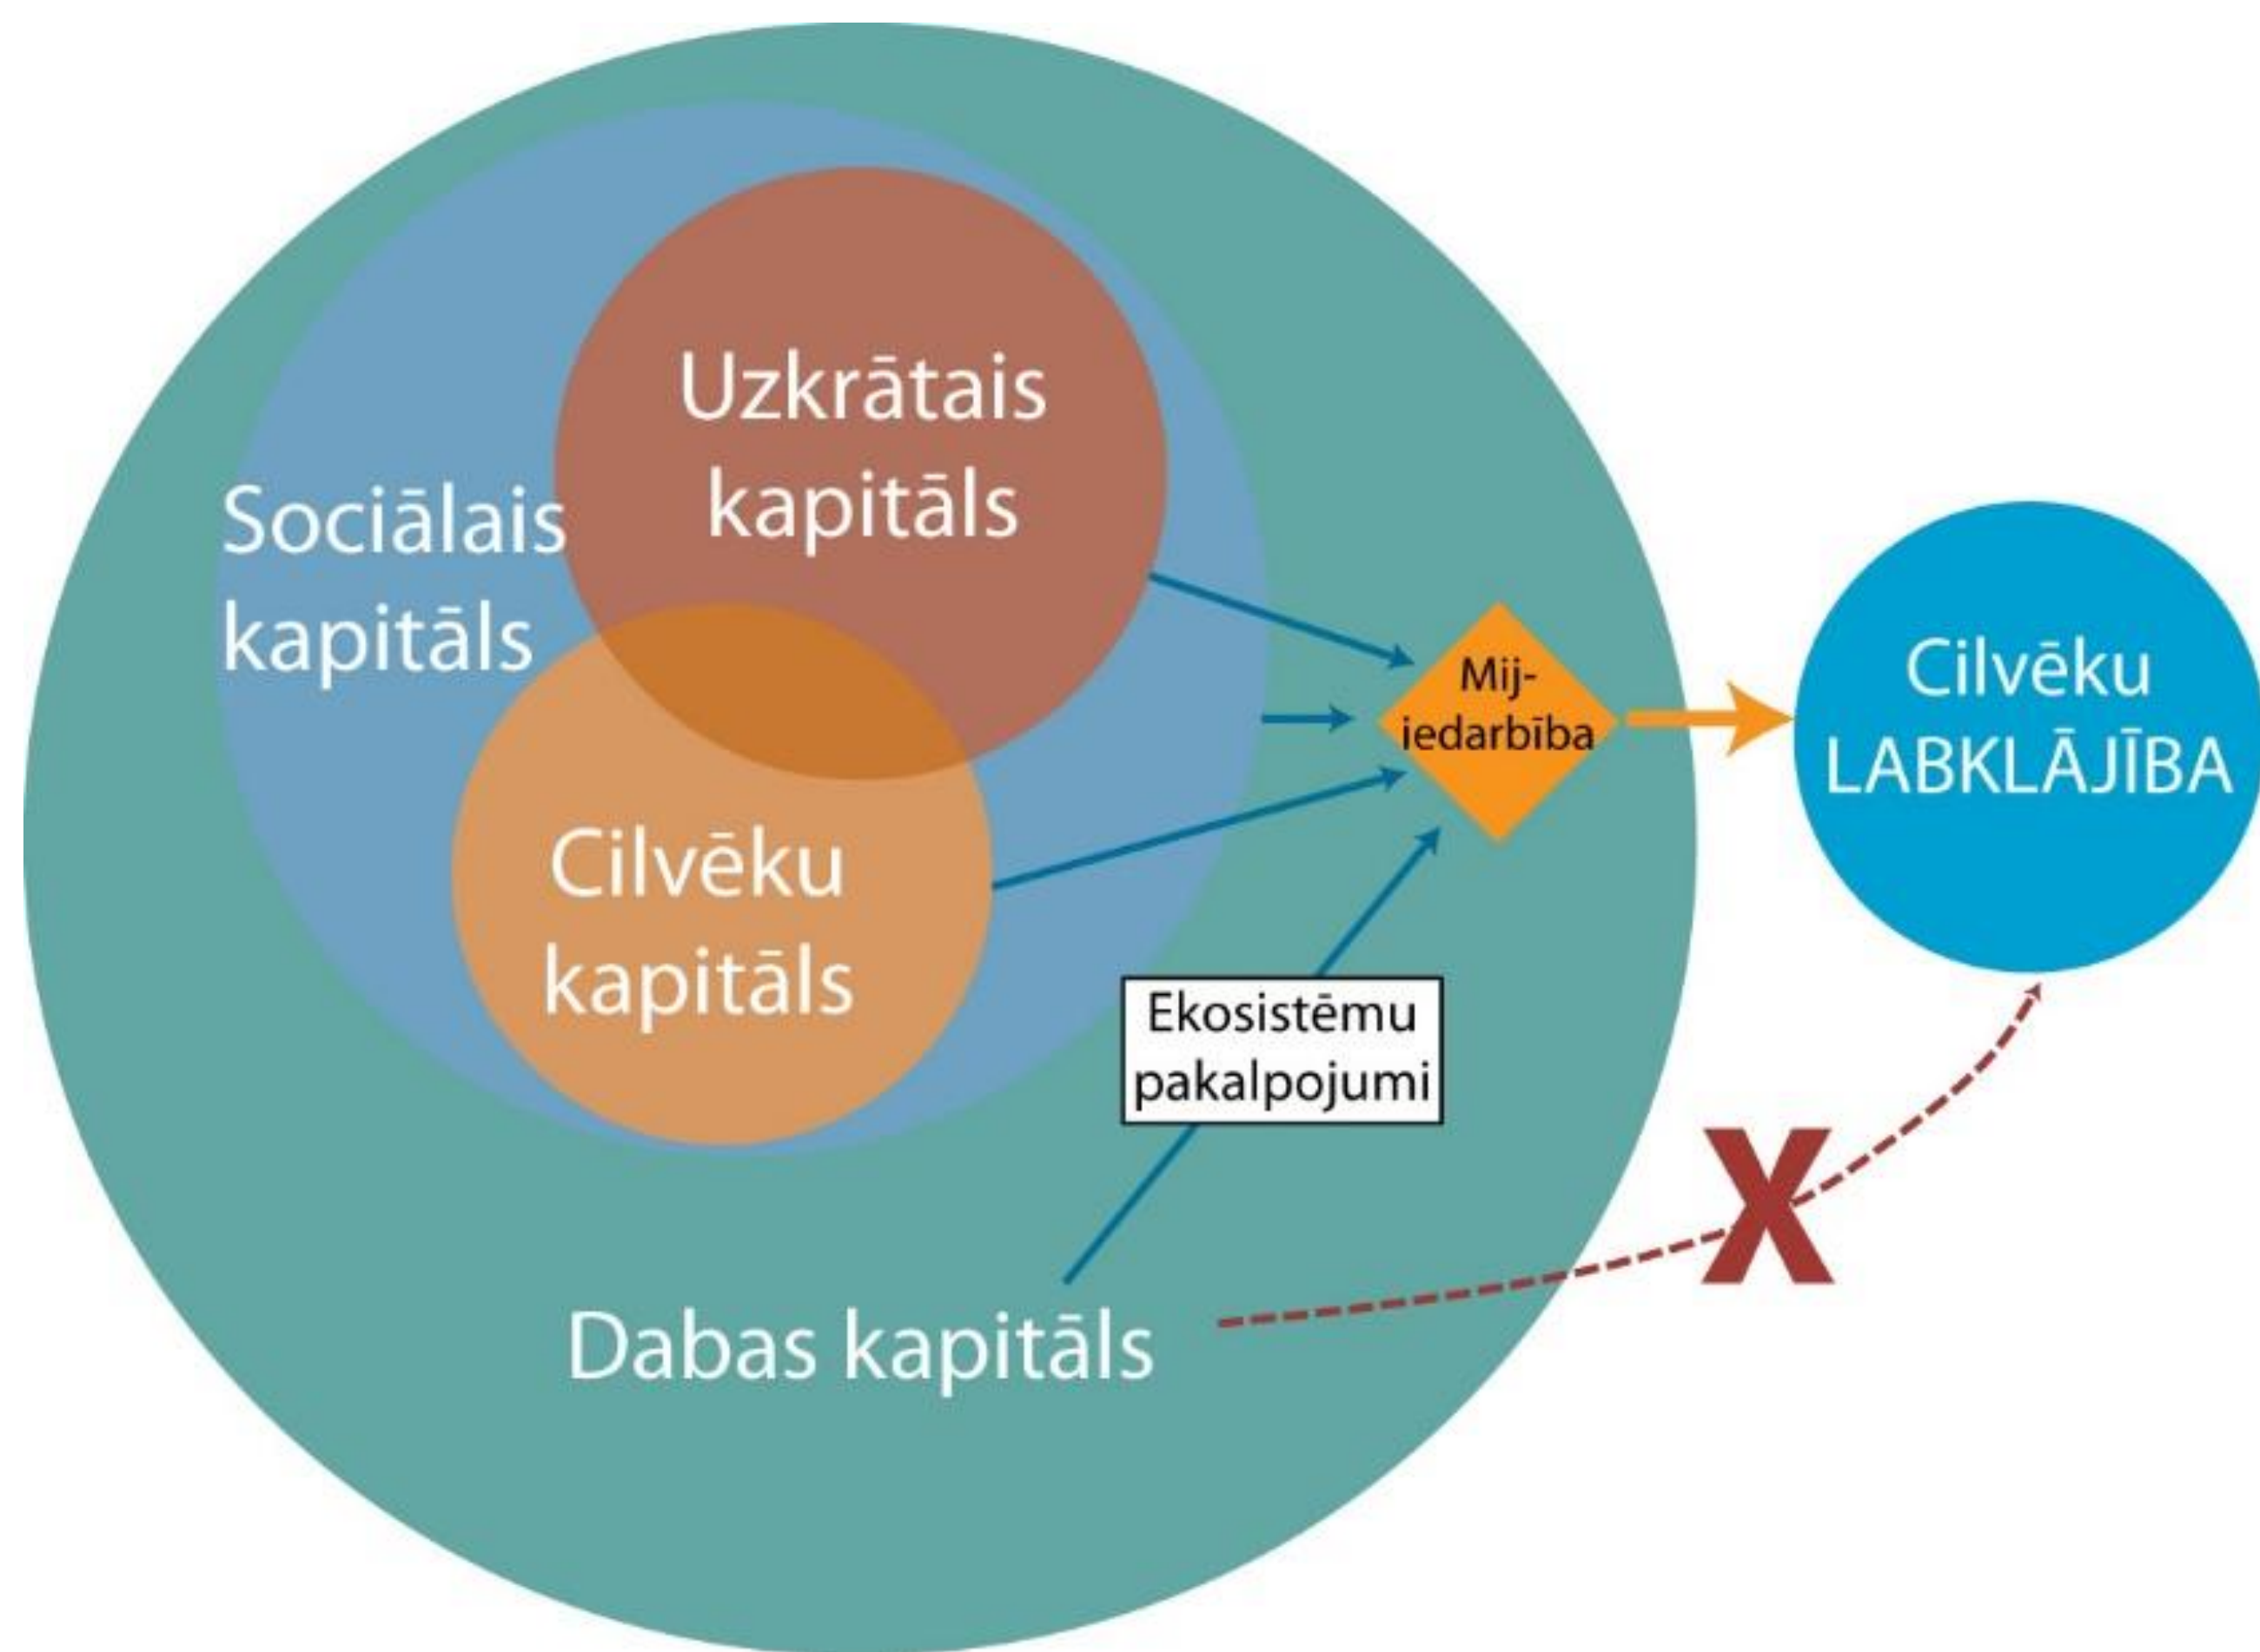 Uzkrātais
kapitāls
Sociālais
kapitāls
Mij-
iedarbība
Cilvēku
LABKLĀJĪBA
Cilvēku
kapitāls
Ekosistēmu
pakalpojumi
X
Dabas kapitāls